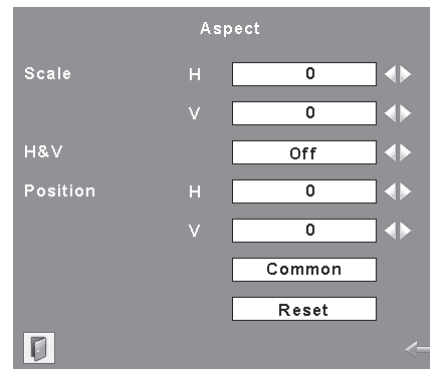 Aspect
Scale H 0
V 0
H&V Off
Position H 0
V 0
Common
Reset